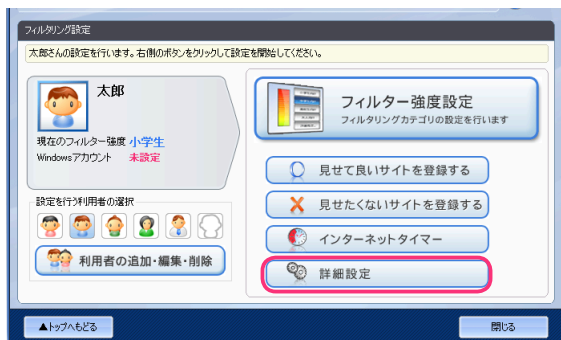 フィルタリング設定
太郎さんの設定を行います。右側のボタンをクリックして設定を開始してください。
太郎
現在のフィルター強度 小学生
Windowsアカウント 未設定
設定を行う利用者の選択
利用者の追加・編集・削除
フィルター強度設定
フィルタリングカテゴリの設定を行います
見せて良いサイトを登録する
見せたくないサイトを登録する
インターネットタイマー
詳細設定
▲トップへもどる
閉じる